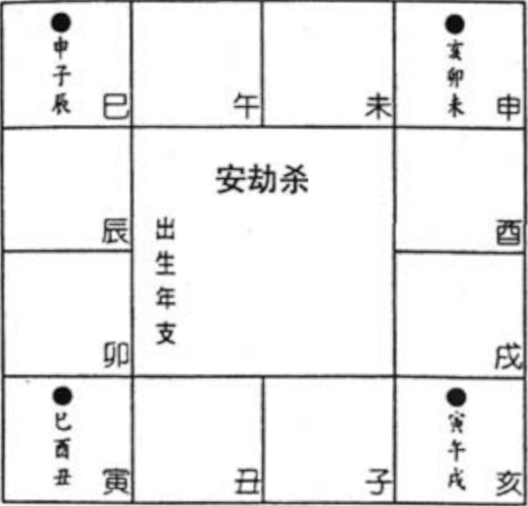 申子辰
巳
午
未
亥卯未
申
安劫杀
出生年支
辰
酉
卯
戌
巳酉丑
寅
丑
子
寅午戌
亥